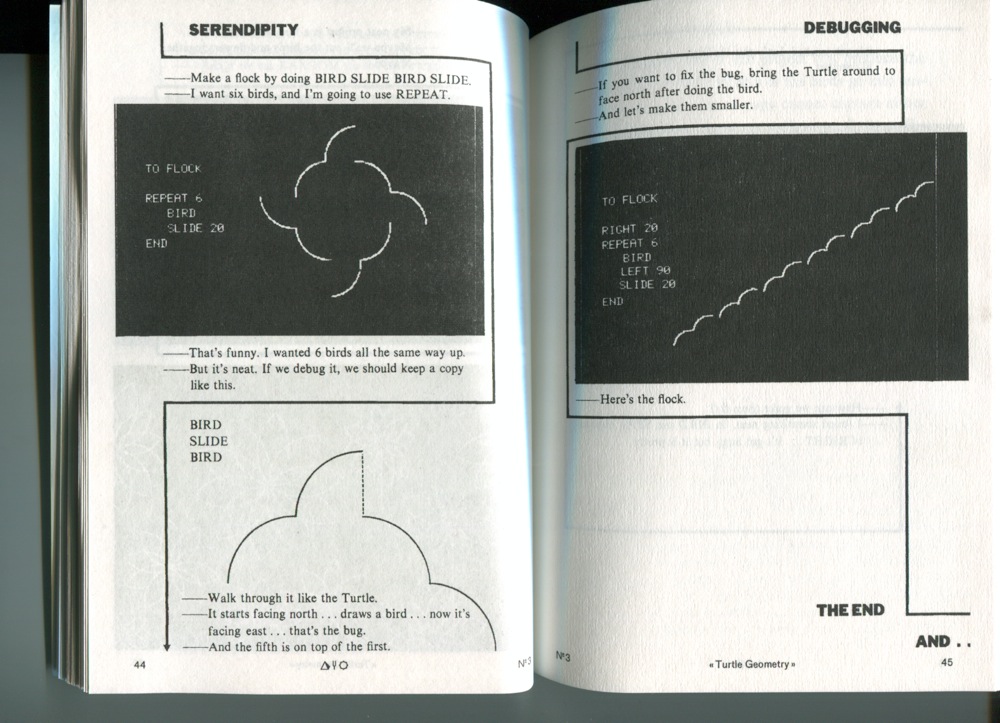 SERENDIPITY
——Make a flock by doing BIRD SLIDE BIRD SLIDE.
——I want six birds, and I'm going to use REPEAT.
TO FLOCK
REPEAT 6
BIRD
SLIDE 20
END
——That's funny. I wanted 6 birds all the same way up.
——But it's neat. If we debug it, we should keep a copy
like this.
BIRD
SLIDE
BIRD
——Walk through it like the Turtle.
——It starts facing north . . . draws a bird . . . now it's
facing east . . . that's the bug.
——And the fifth is on top of the first.
44
Nº3
DEBUGGING
——If you want to fix the bug, bring the Turtle around to
face north after doing the bird.
——And let's make them smaller.
TO FLOCK
RIGHT 20
REPEAT 6
BIRD
LEFT 90
SLIDE 20
END
——Here's the flock.
THE END
AND . .
Nº3
« Turtle Geometry »
45